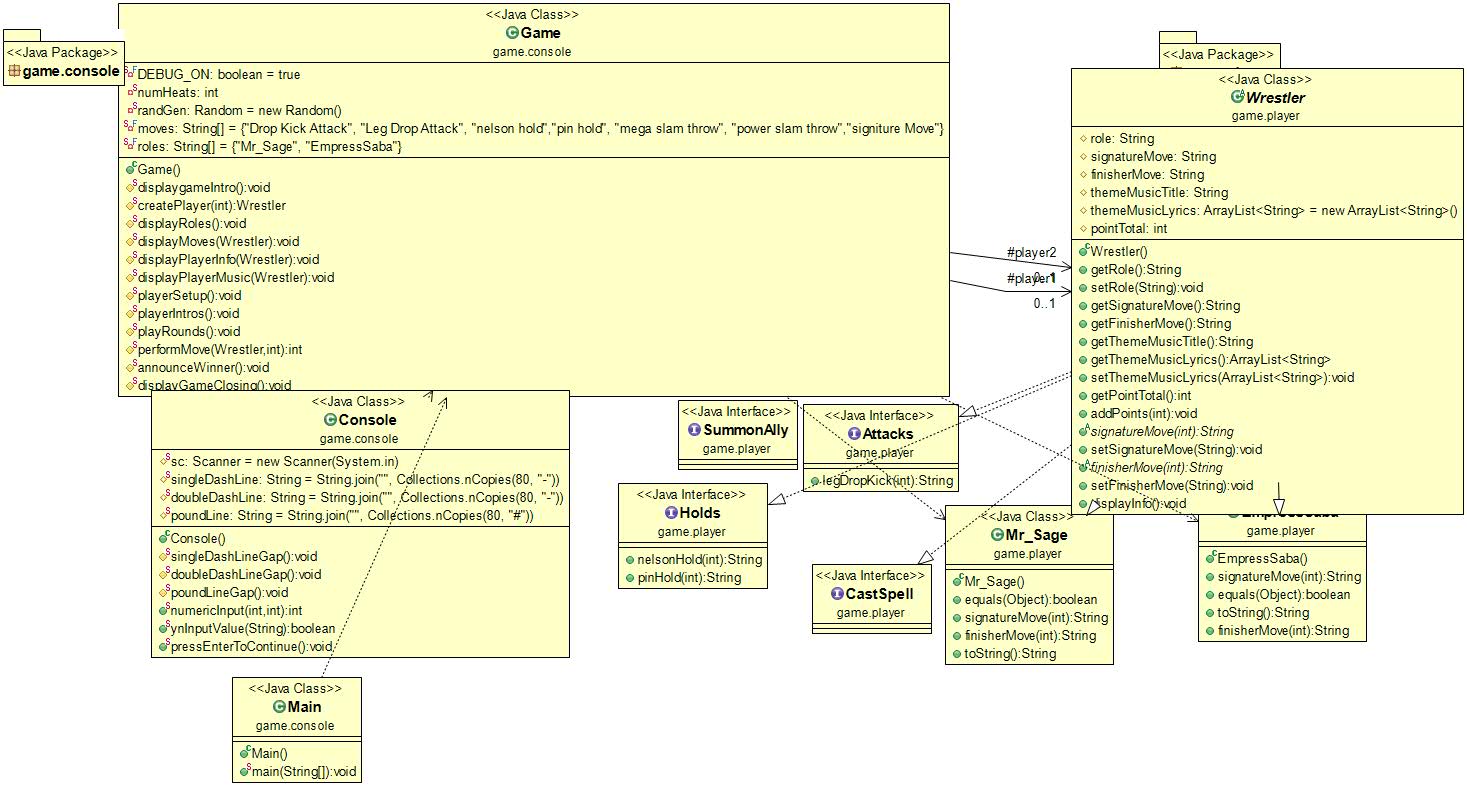 <<Java Package>>
game.console
<<Java Class>>
Game
game.console
DEBUG_ON: boolean = true
numHeats: int
randGen: Random = new Random()
moves: String[] = {"Drop Kick Attack", "Leg Drop Attack", "nelson hold","pin hold", "mega slam throw", "power slam throw","signiture Move"}
roles: String[] = {"Mr_Sage", "EmpressSaba"}
Game()
displaygameIntro():void
createPlayer(int):Wrestler
displayRoles():void
displayMoves(Wrestler):void
displayPlayerInfo(Wrestler):void
displayPlayerMusic(Wrestler):void
playerSetup():void
playerIntros():void
playRounds():void
performMove(Wrestler,int):int
announceWinner():void
displayGameClosing():void
#player2
#player1
0..1
<<Java Package>>
<<Java Class>>
Wrestler
game.player
role: String
signatureMove: String
finisherMove: String
themeMusicTitle: String
themeMusicLyrics: ArrayList<String> = new ArrayList<String>()
pointTotal: int
Wrestler()
getRole():String
setRole(String):void
getSignatureMove():String
getFinisherMove():String
getThemeMusicTitle():String
getThemeMusicLyrics():ArrayList<String>
setThemeMusicLyrics(ArrayList<String>):void
getPointTotal():int
addPoints(int):void
signatureMove(int):String
setSignatureMove(String):void
finisherMove(int):String
setFinisherMove(String):void
displayInfo():void
<<Java Class>>
Console
game.console
sc: Scanner = new Scanner(System.in)
singleDashLine: String = String.join("", Collections.nCopies(80, "-"))
doubleDashLine: String = String.join("", Collections.nCopies(80, "-"))
poundLine: String = String.join("", Collections.nCopies(80, "#"))
Console()
singleDashLineGap():void
doubleDashLineGap():void
poundLineGap():void
numericInput(int,int):int
ynInputValue(String):boolean
pressEnterToContinue():void
<<Java Interface>>
SummonAlly
game.player
<<Java Interface>>
Attacks
game.player
legDropKick(int):String
<<Java Interface>>
Holds
game.player
nelsonHold(int):String
pinHold(int):String
<<Java Interface>>
CastSpell
game.player
<<Java Class>>
Mr_Sage
game.player
Mr_Sage()
equals(Object):boolean
signatureMove(int):String
finisherMove(int):String
toString():String
EmpressSaba
game.player
EmpressSaba()
signatureMove(int):String
equals(Object):boolean
toString():String
finisherMove(int):String
<<Java Class>>
Main
game.console
Main()
main(String[]):void